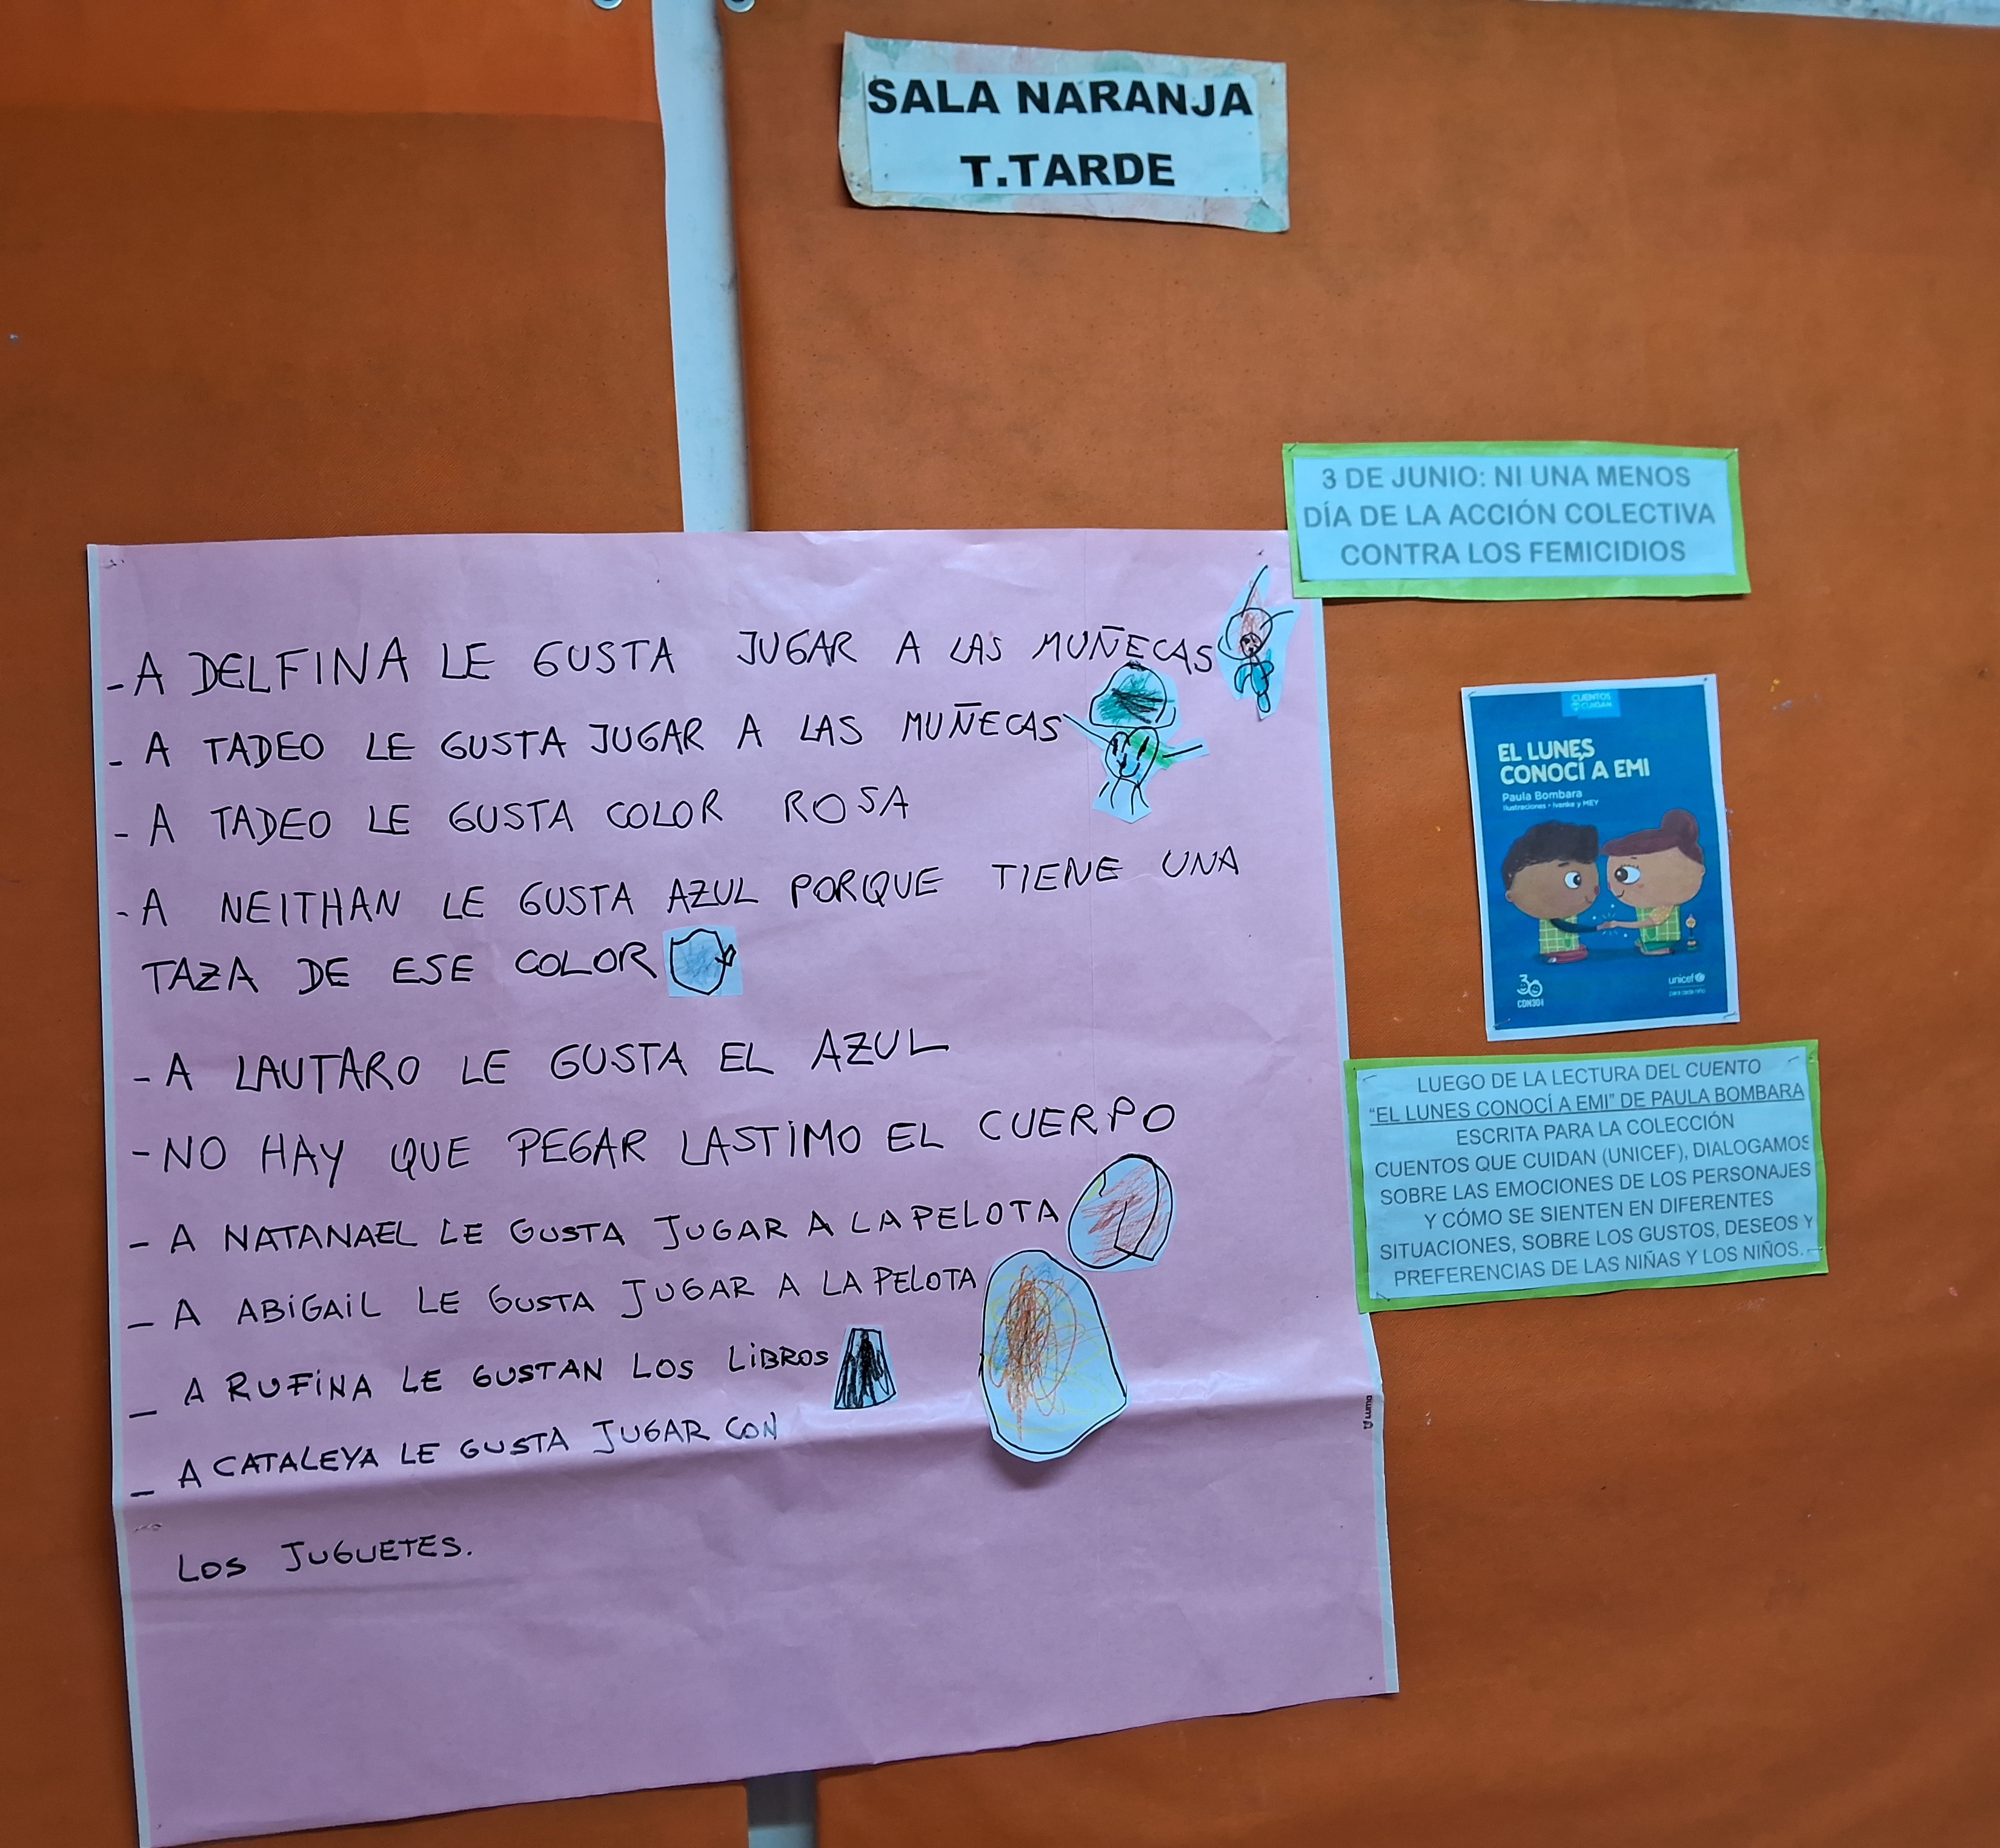 SALA NARANJA
T.TARDE
3 DE JUNIO: NI UNA MENOS
DÍA DE LA ACCIÓN COLECTIVA
CONTRA LOS FEMICIDIOS
- A DELFINA LE GUSTA JUGAR A LAS MUÑECAS
- A TADEO LE GUSTA JUGAR A LAS MUÑECAS
- A TADEO LE GUSTA COLOR ROSA
- A NEITHAN LE GUSTA AZUL PORQUE TIENE UNA
TAZA DE ESE COLOR
- A LAUTARO LE GUSTA EL AZUL
- NO HAY QUE PEGAR LASTIMO EL CUERPO
- A NATANAEL LE GUSTA JUGAR A LA PELOTA
- A ABIGAIL LE GUSTA JUGAR A LA PELOTA
- A RUFINA LE GUSTAN LOS LIBROS
- A CATALEYA LE GUSTA JUGAR CON
LOS JUGUETES.
luma
CUENTOS
CUIDAN
EL LUNES
CONOCÍ A EMI
Paula Bombara
Ilustraciones • Ivanke y MEY
30
CDN30
unicef
para cada niño
LUEGO DE LA LECTURA DEL CUENTO
"EL LUNES CONOCÍ A EMI" DE PAULA BOMBARA
ESCRITA PARA LA COLECCIÓN
CUENTOS QUE CUIDAN (UNICEF), DIALOGAMOS
SOBRE LAS EMOCIONES DE LOS PERSONAJES
Y CÓMO SE SIENTEN EN DIFERENTES
SITUACIONES, SOBRE LOS GUSTOS, DESEOS Y
PREFERENCIAS DE LAS NIÑAS Y LOS NIÑOS.